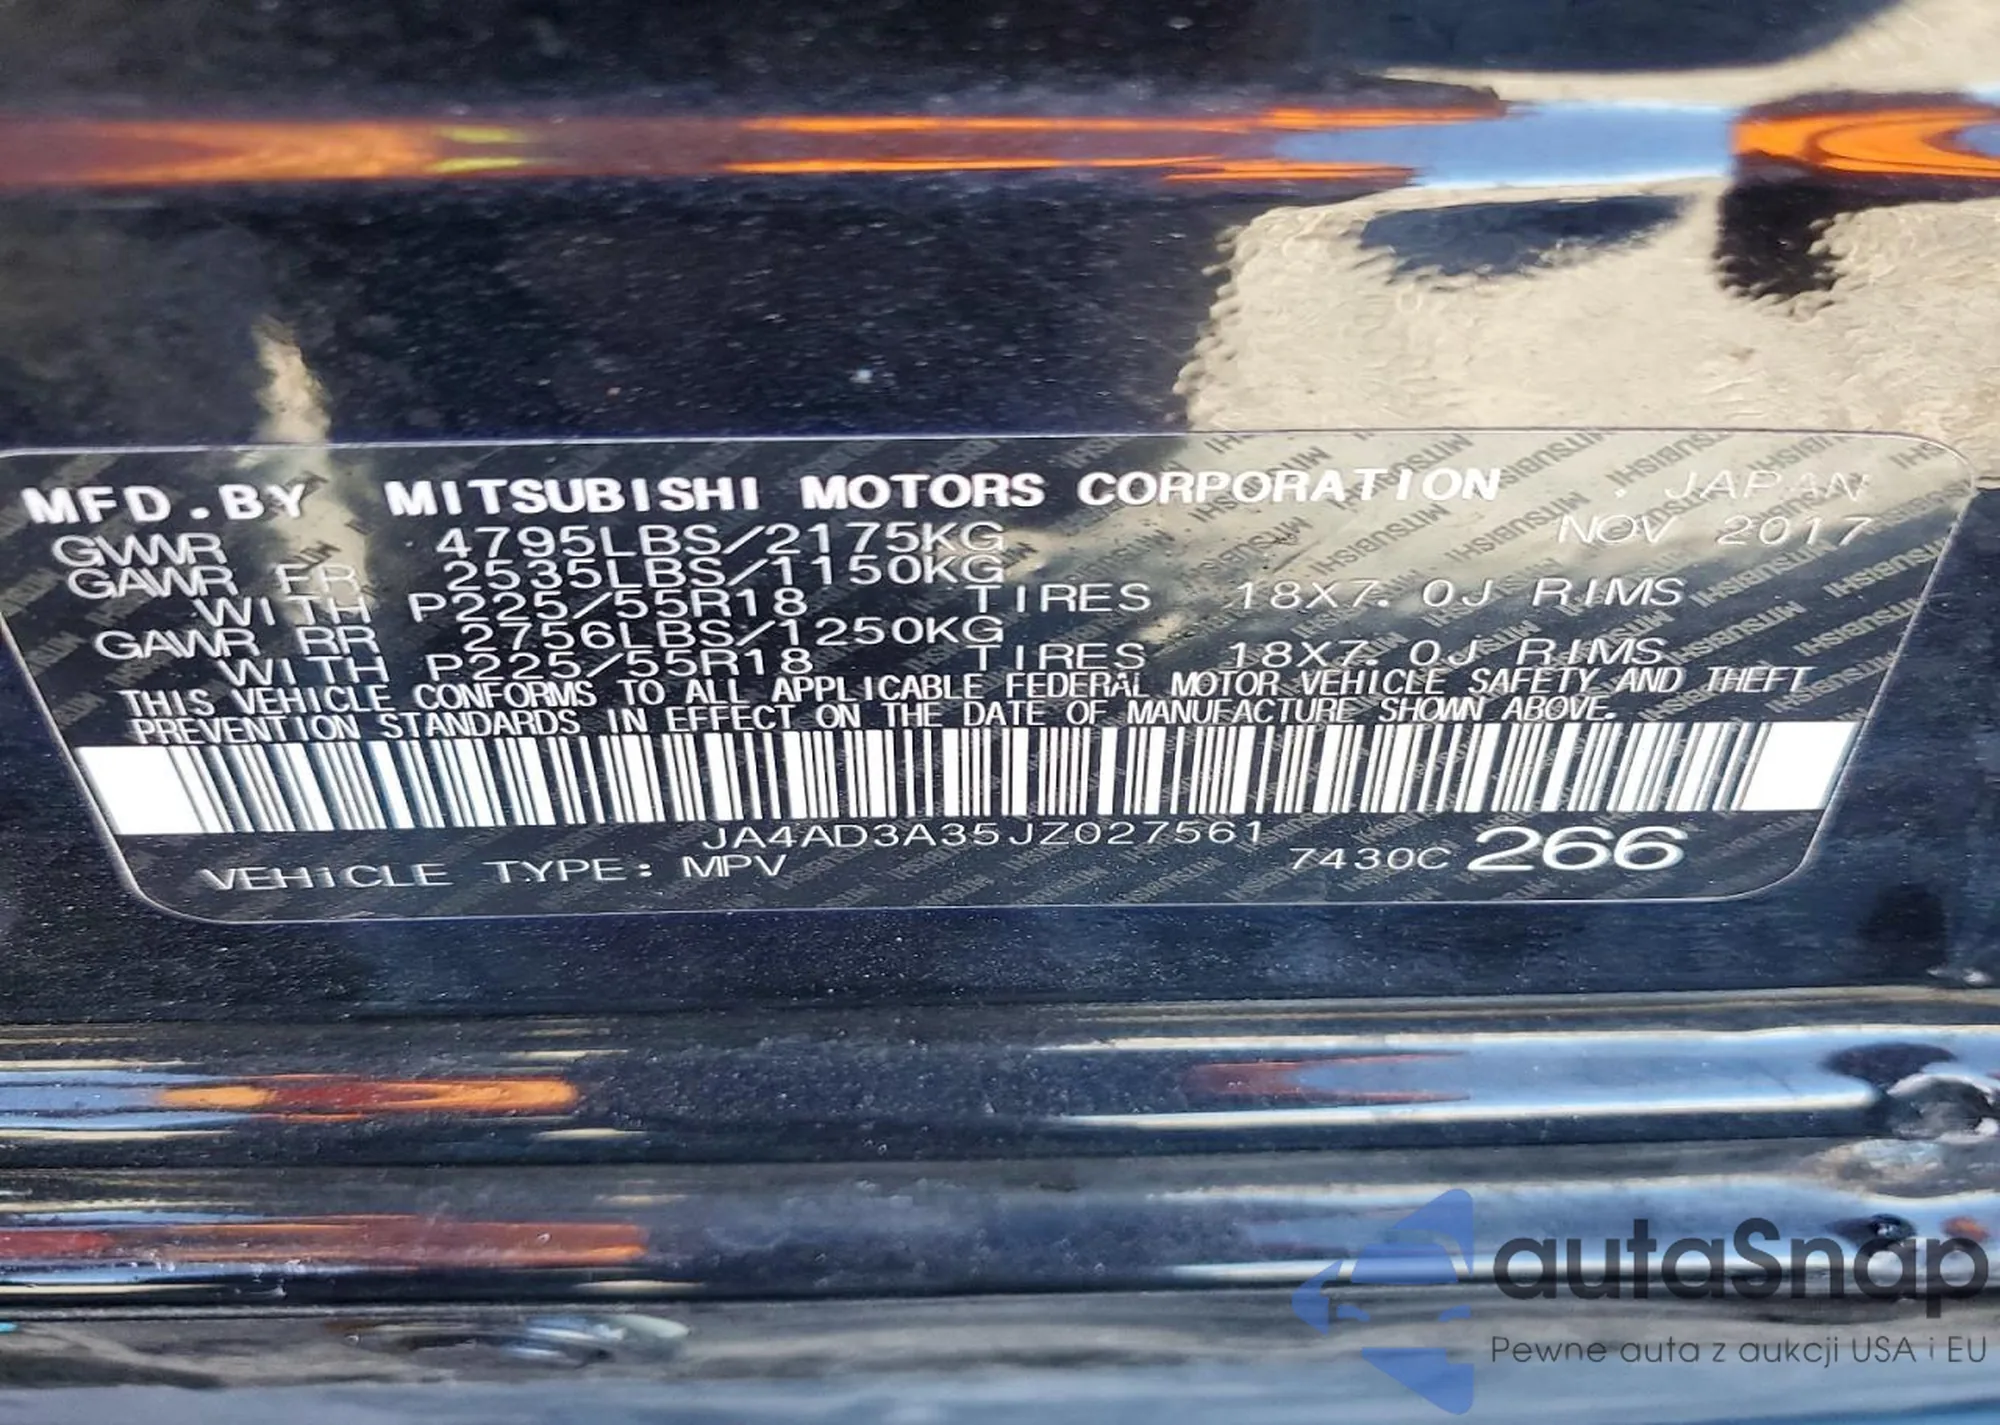 MFD.BY MITSUBISHI MOTORS CORPORATION . JAPAN
GVWR 4795LBS/2175KG NOV 2017
GAWR FR 2535LBS/1150KG
WITH P225/55R18 TIRES 18X7.0J RIMS
GAWR RR 2756LBS/1250KG
WITH P225/55R18 TIRES 18X7.0J RIMS
THIS VEHICLE CONFORMS TO ALL APPLICABLE FEDERAL MOTOR VEHICLE SAFETY AND THEFT
PREVENTION STANDARDS IN EFFECT ON THE DATE OF MANUFACTURE SHOWN ABOVE.
JA4AD3A35JZ027561
VEHICLE TYPE: MPV 7430C 266
autaSnap
Pewne auta z aukcji USA i EU